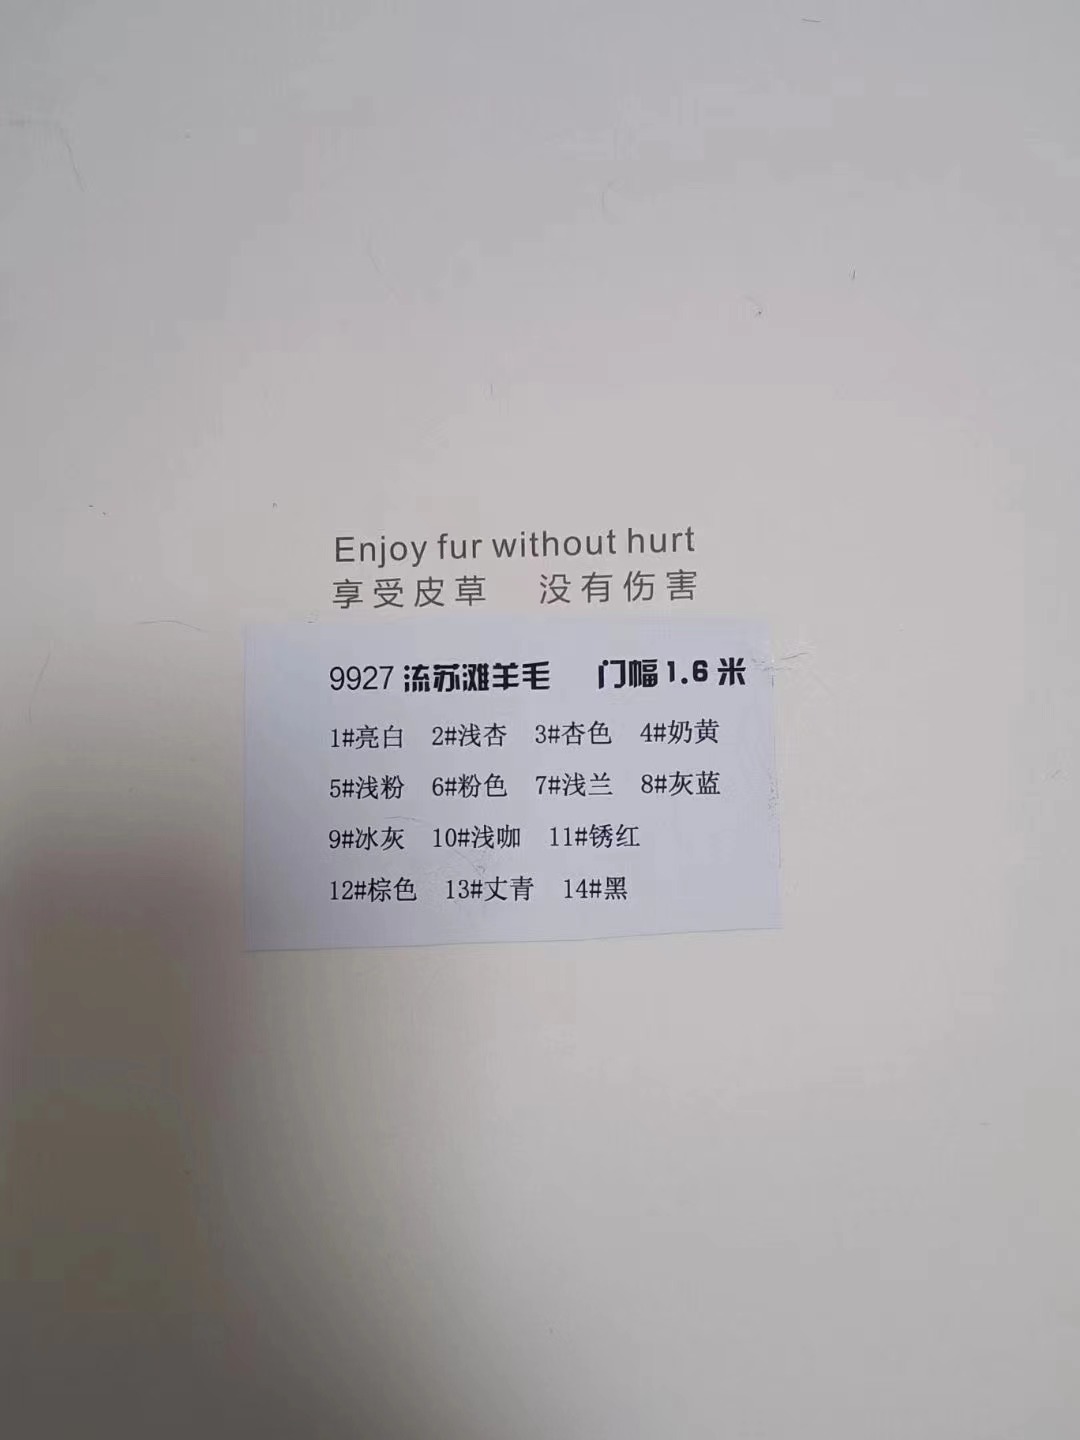 Enjoy fur without hurt
享受皮草 没有伤害
9927 流苏滩羊毛 门幅1.6米
1#亮白 2#浅杏 3#杏色 4#奶黄
5#浅粉 6#粉色 7#浅兰 8#灰蓝
9#冰灰 10#浅咖 11#锈红
12#棕色 13#丈青 14#黑